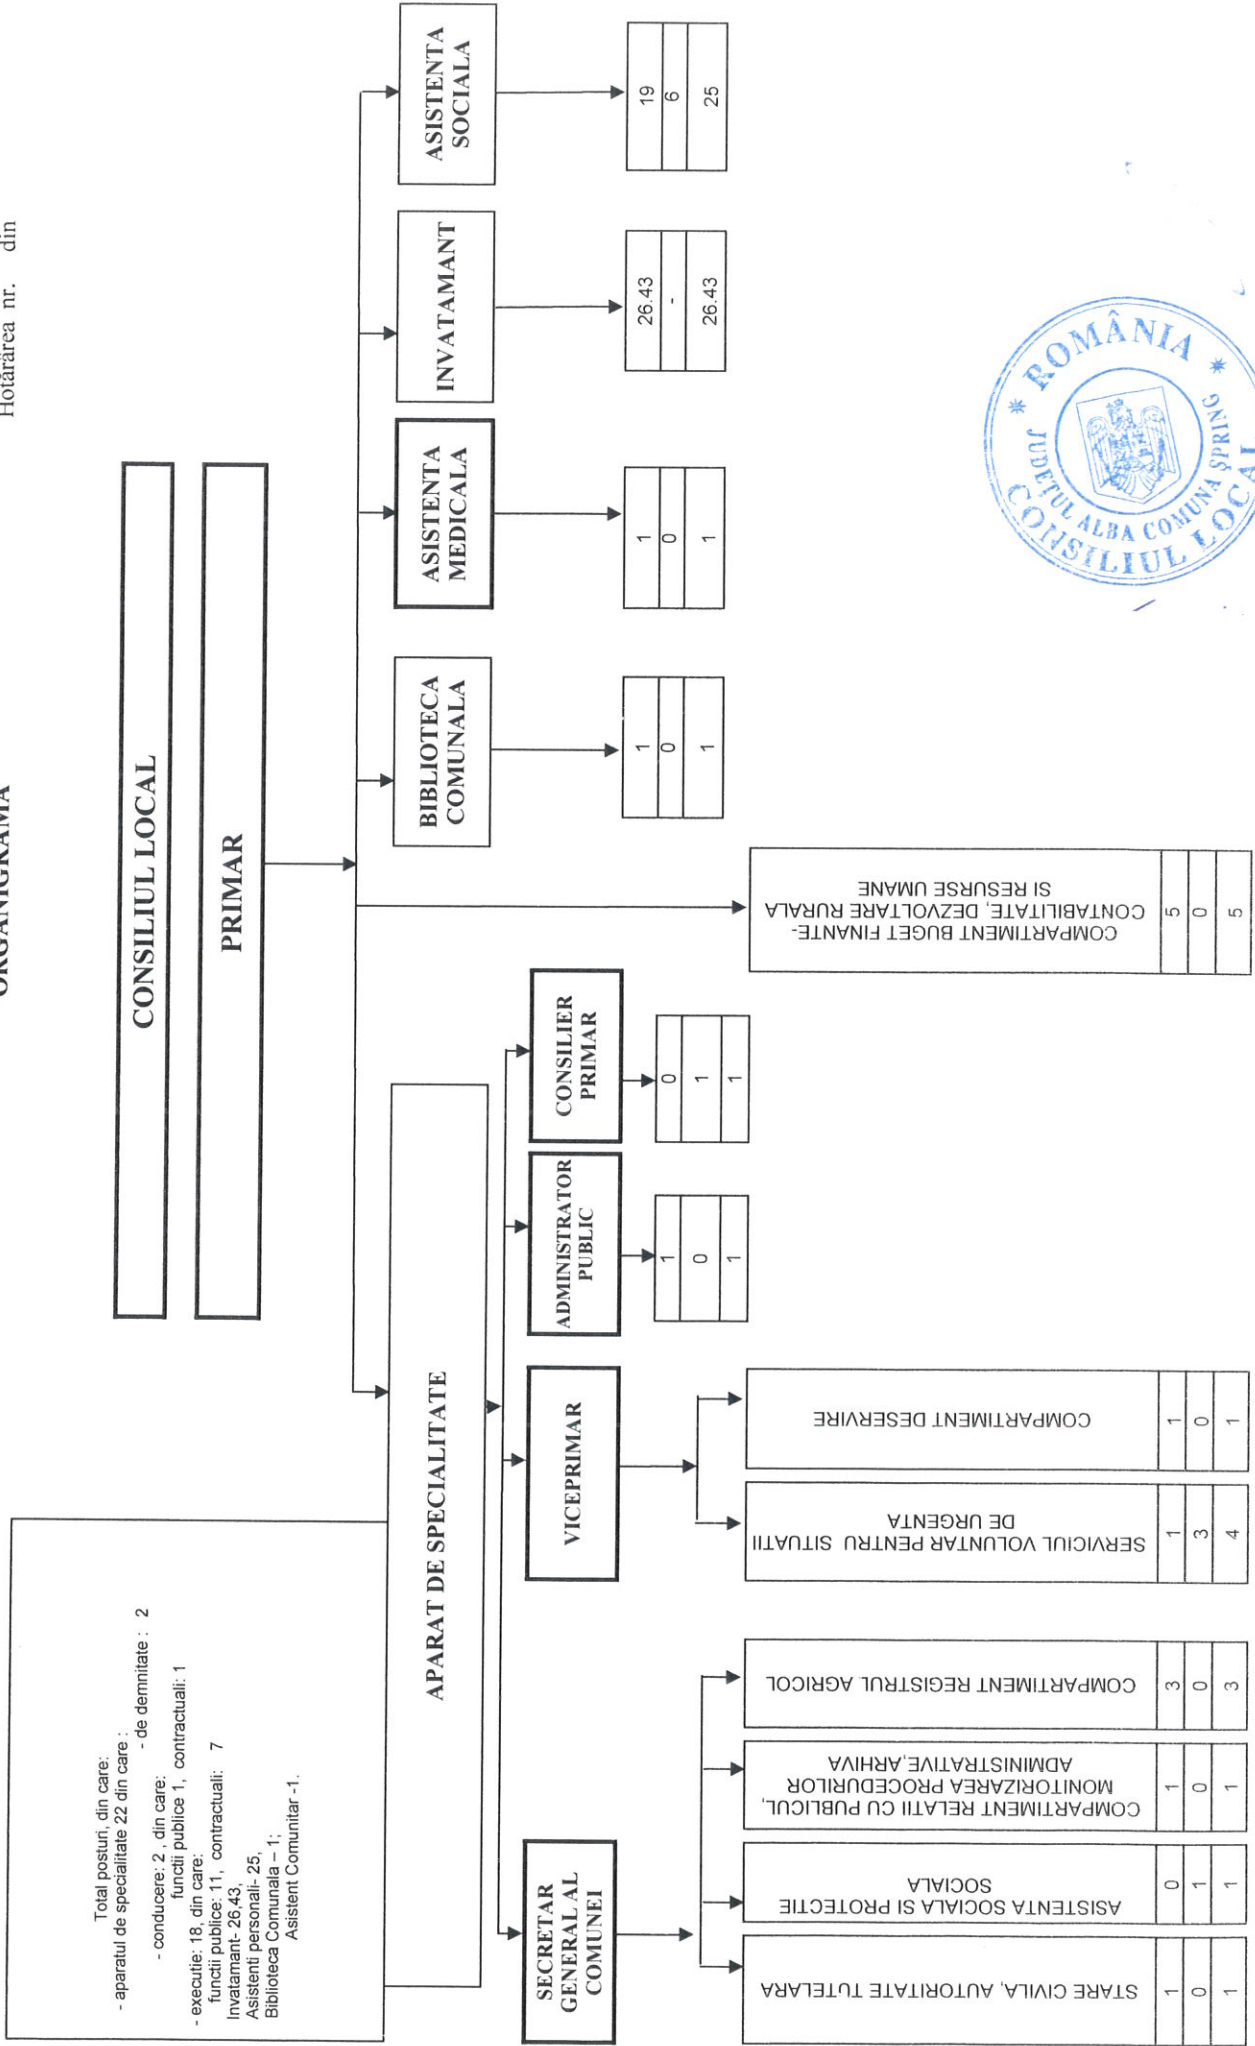 Hotărârea nr. din
ORGANIGRAMA
CONSILIUL LOCAL
PRIMAR
Total posturi, din care:
- aparatul de specialitate 22 din care :
- de demnitate : 2
- conducere: 2 , din care:
functii publice 1, contractuali: 1
- executie: 18, din care:
functii publice: 11, contractuali: 7
Invatamant- 26,43,
Asistenti personali- 25,
Biblioteca Comunala – 1;
Asistent Comunitar -1.
APARAT DE SPECIALITATE
BIBLIOTECA
COMUNALA
1
0
1
ASISTENTA
MEDICALA
1
0
1
INVATAMANT
26.43
-
26.43
ASISTENTA
SOCIALA
19
6
25
SECRETAR
GENERAL AL
COMUNEI
VICEPRIMAR
ADMINISTRATOR
PUBLIC
1
0
1
CONSILIER
PRIMAR
0
1
1
STARE CIVILA, AUTORITATE TUTELARA
1
0
1
ASISTENTA SOCIALA SI PROTECTIE
SOCIALA
0
1
1
COMPARTIMENT RELATII CU PUBLICUL,
MONITORIZAREA PROCEDURILOR
ADMINISTRATIVE,ARHIVA
1
0
1
COMPARTIMENT REGISTRUL AGRICOL
3
0
3
SERVICIUL VOLUNTAR PENTRU SITUATII
DE URGENTA
1
3
4
COMPARTIMENT DESERVIRE
1
0
1
COMPARTIMENT BUGET FINANTE-
CONTABILITATE, DEZVOLTARE RURALA
SI RESURSE UMANE
5
0
5
* ROMÂNIA *
JUDEȚUL ALBA COMUNA ȘPRING
CONSILIUL LOCAL